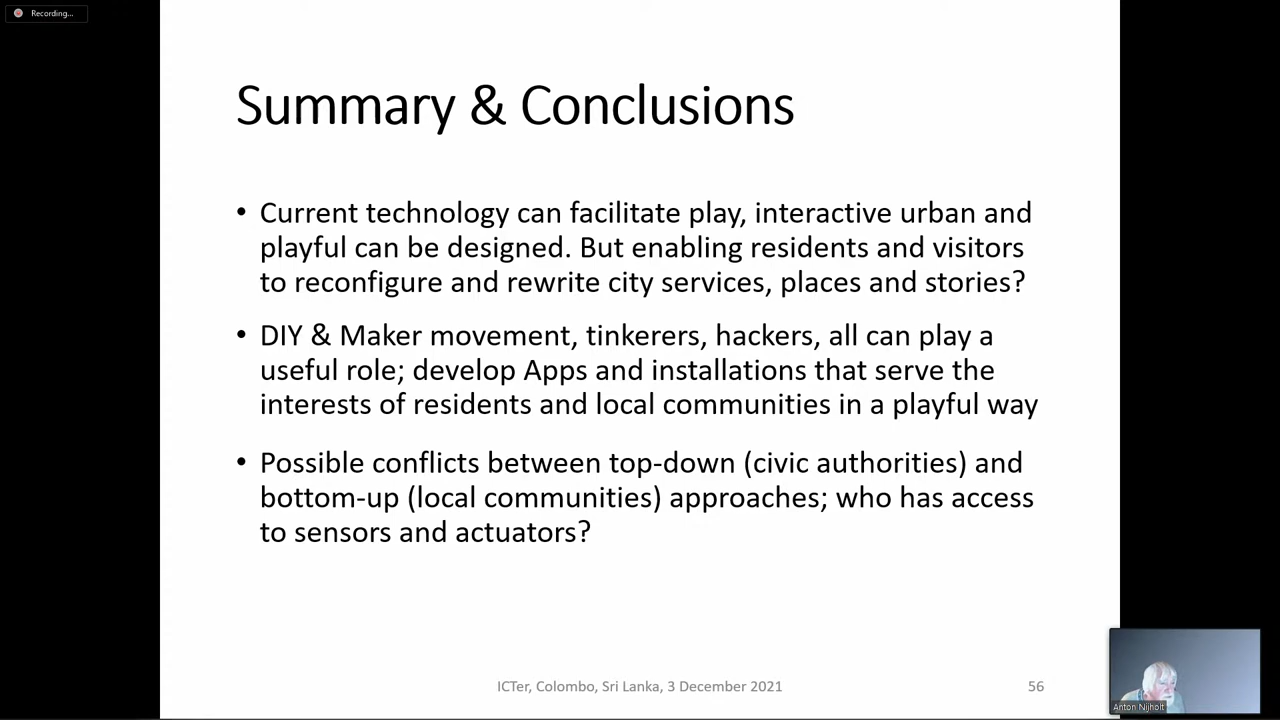 Recording...
Summary & Conclusions
• Current technology can facilitate play, interactive urban and
playful can be designed. But enabling residents and visitors
to reconfigure and rewrite city services, places and stories?
• DIY & Maker movement, tinkerers, hackers, all can play a
useful role; develop Apps and installations that serve the
interests of residents and local communities in a playful way
• Possible conflicts between top-down (civic authorities) and
bottom-up (local communities) approaches; who has access
to sensors and actuators?
ICTer, Colombo, Sri Lanka, 3 December 2021
56
Anton Nijholt